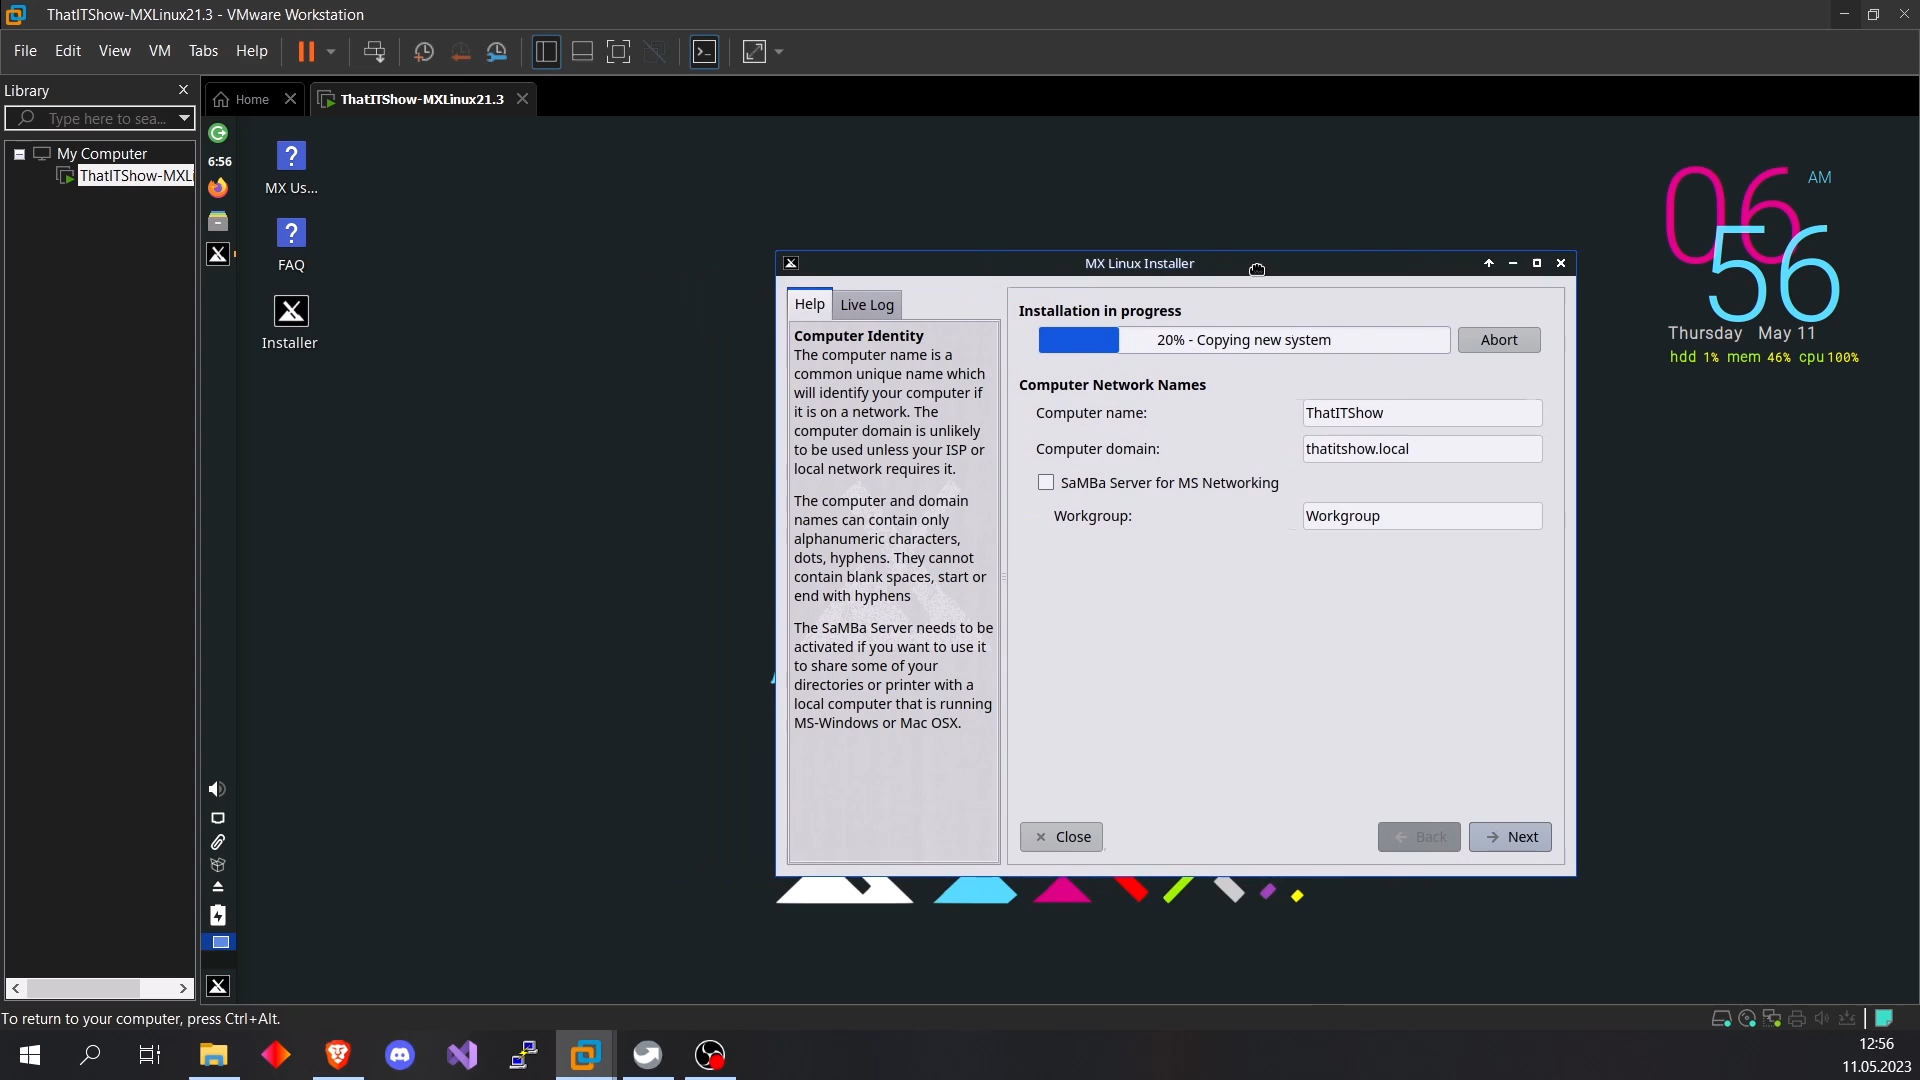 ThatITShow-MXLinux21.3 - VMware Workstation
File Edit View VM Tabs Help
Library
Type here to sea...
My Computer
ThatITShow-MXLi
Home
ThatITShow-MXLinux21.3
6:56
MX Us...
FAQ
Installer
06
AM
56
Thursday May 11
hdd 1% mem 46% cpu100%
MX Linux Installer
Help
Live Log
Computer Identity
The computer name is a
common unique name which
will identify your computer if
it is on a network. The
computer domain is unlikely
to be used unless your ISP or
local network requires it.
The computer and domain
names can contain only
alphanumeric characters,
dots, hyphens. They cannot
contain blank spaces, start or
end with hyphens
The SaMBa Server needs to be
activated if you want to use it
to share some of your
directories or printer with a
local computer that is running
MS-Windows or Mac OSX.
Installation in progress
20% - Copying new system
Abort
Computer Network Names
Computer name:
ThatITShow
Computer domain:
thatitshow.local
SaMBa Server for MS Networking
Workgroup:
Workgroup
Close
Back
Next
To return to your computer, press Ctrl+Alt.
12:56
11.05.2023